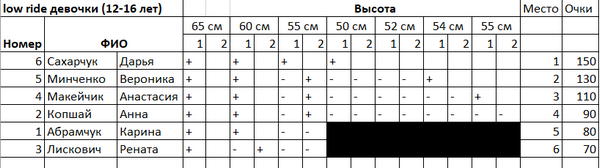 low ride девочки (12-16 лет) Высота Место Очки
65 см 60 см 55 см 50 см 52 см 54 см 55 см
Номер ФИО 1 2 1 2 1 2 1 2 1 2 1 2 1 2
6 Сахарчук Дарья + + + + 1 150
5 Минченко Вероника + + - + - - - - + 2 130
4 Макейчик Анастасия + + - + - - - - - - + 3 110
2 Копшай Анна + + - + - - - - - - - - 4 90
1 Абрамчук Карина + + - - 5 80
3 Лискович Рената + - + - - 6 70